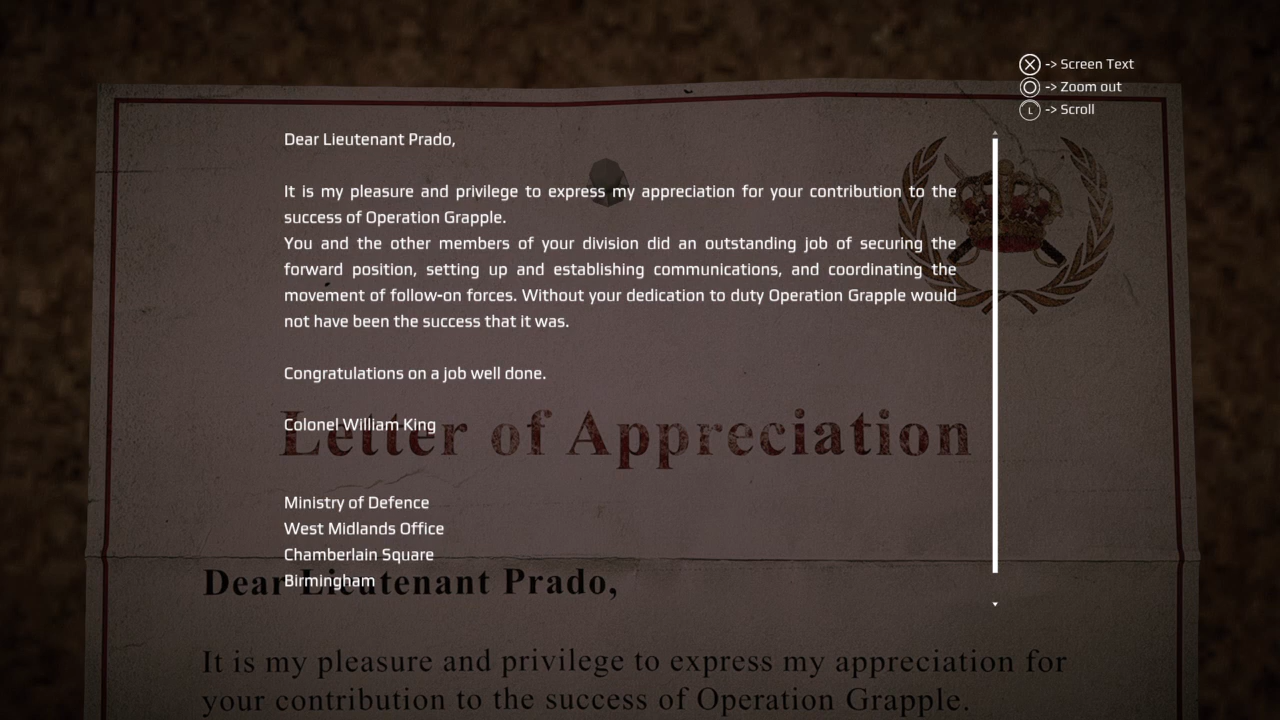 -> Screen Text
-> Zoom out
L -> Scroll
Dear Lieutenant Prado,
It is my pleasure and privilege to express my appreciation for your contribution to the
success of Operation Grapple.
You and the other members of your division did an outstanding job of securing the
forward position, setting up and establishing communications, and coordinating the
movement of follow-on forces. Without your dedication to duty Operation Grapple would
not have been the success that it was.
Congratulations on a job well done.
Colonel William King
Ministry of Defence
West Midlands Office
Chamberlain Square
Birmingham
Letter of Appreciation
Dear Lieutenant Prado,
It is my pleasure and privilege to express my appreciation for
your contribution to the success of Operation Grapple.